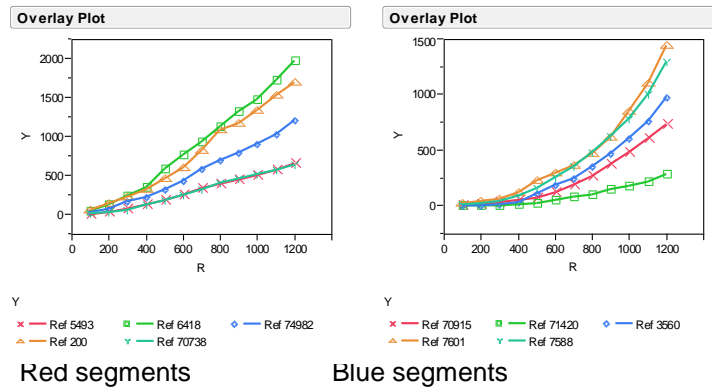 Overlay Plot
2000
1500
1000
500
0
Y
0 200 400 600 800 1000 1200
R
Y
Ref 5493 Ref 6418 Ref 74982
Ref 200 Ref 70738
Red segments
Overlay Plot
1500
1000
500
0
Y
0 200 400 600 800 1000 1200
R
Y
Ref 70915 Ref 71420 Ref 3560
Ref 7601 Ref 7588
Blue segments